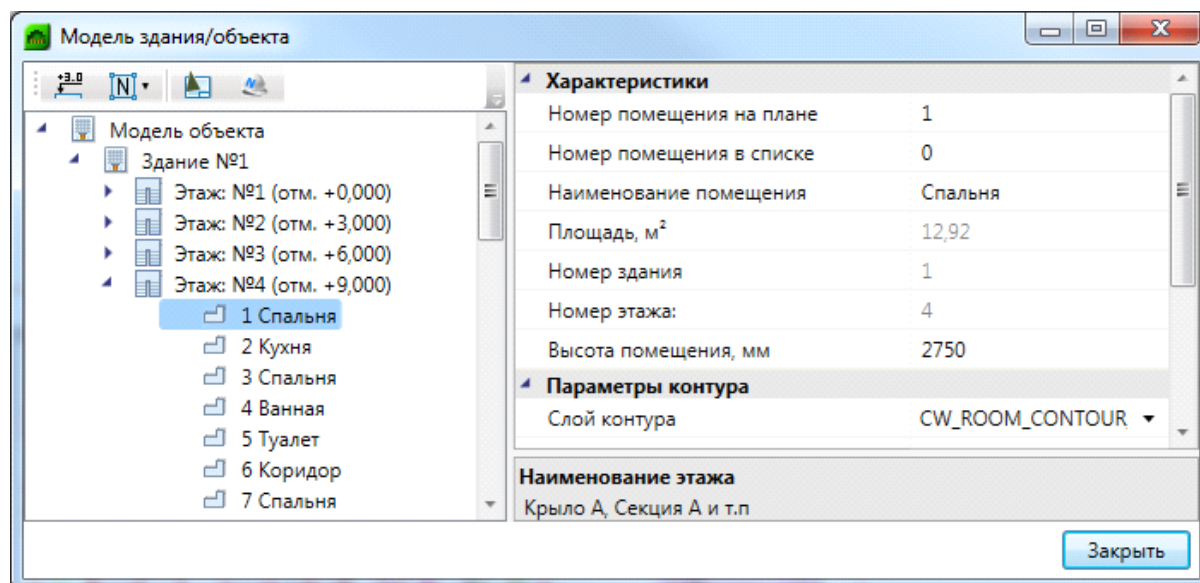 Модель здания/объекта
+3.0
N
Модель объекта
Здание №1
Этаж: №1 (отм. +0,000)
Этаж: №2 (отм. +3,000)
Этаж: №3 (отм. +6,000)
Этаж: №4 (отм. +9,000)
1 Спальня
2 Кухня
3 Спальня
4 Ванная
5 Туалет
6 Коридор
7 Спальня
Характеристики
Номер помещения на плане 1
Номер помещения в списке 0
Наименование помещения Спальня
Площадь, м² 12,92
Номер здания 1
Номер этажа: 4
Высота помещения, мм 2750
Параметры контура
Слой контура CW_ROOM_CONTOUR_
Наименование этажа
Крыло А, Секция А и т.п
Закрыть